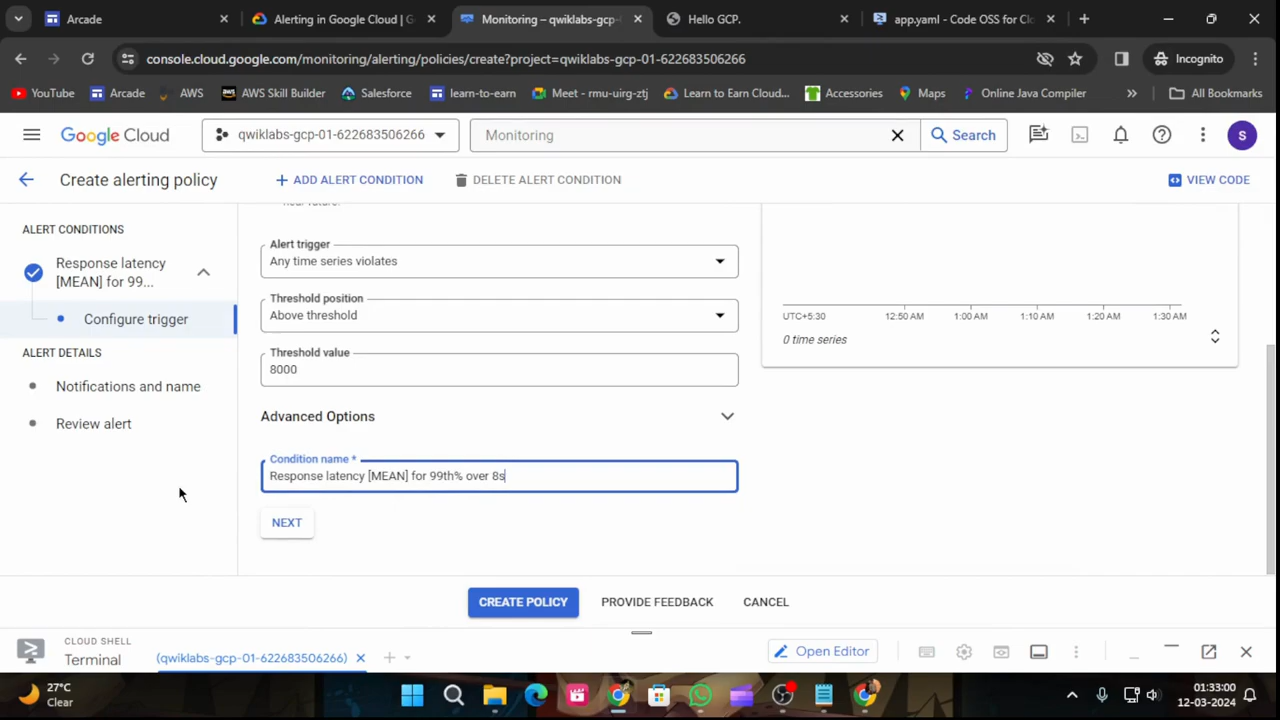 Arcade
Alerting in Google Cloud | G
Monitoring – qwiklabs-gcp-
Hello GCP.
app.yaml - Code OSS for Clo
console.cloud.google.com/monitoring/alerting/policies/create?project=qwiklabs-gcp-01-622683506266
Incognito
YouTube
Arcade
AWS
AWS Skill Builder
Salesforce
learn-to-earn
Meet - rmu-uirg-ztj
Learn to Earn Cloud...
Accessories
Maps
Online Java Compiler
All Bookmarks
Google Cloud
qwiklabs-gcp-01-622683506266
Monitoring
Search
S
Create alerting policy
ADD ALERT CONDITION
DELETE ALERT CONDITION
VIEW CODE
ALERT CONDITIONS
Response latency
[MEAN] for 99...
Configure trigger
ALERT DETAILS
Notifications and name
Review alert
near future.
Alert trigger
Any time series violates
Threshold position
Above threshold
Threshold value
8000
Advanced Options
Condition name *
Response latency [MEAN] for 99th% over 8s
NEXT
UTC+5:30
12:50 AM
1:00 AM
1:10 AM
1:20 AM
1:30 AM
0 time series
CREATE POLICY
PROVIDE FEEDBACK
CANCEL
CLOUD SHELL
Terminal
(qwiklabs-gcp-01-622683506266)
Open Editor
27°C
Clear
01:33:00
12-03-2024